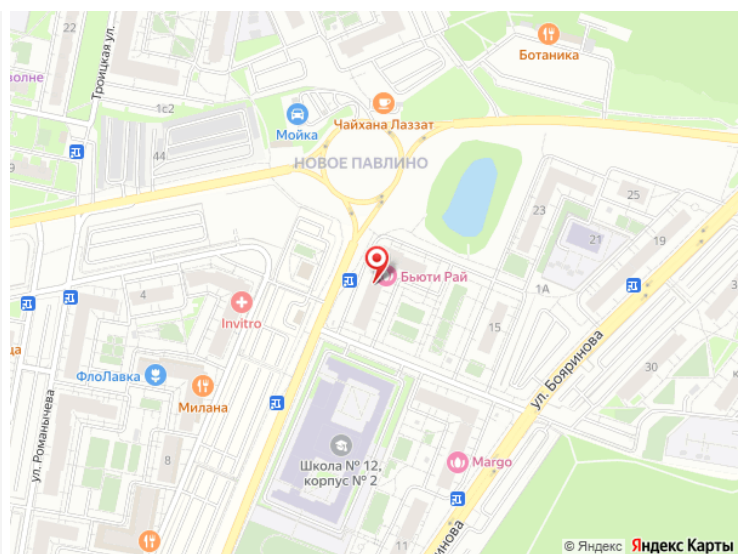 22
Ботаника
волне
Троицкая ул.
1с2
Чайхана Лаззат
Мойка
44
9
НОВОЕ ПАВЛИНО
25
23
21
19
Бьюти Рай
1А
4
Invitro
15
ул. Бояринова
30
ца
ФлоЛавка
Милана
ул. Романычева
8
Школа № 12,
корпус № 2
Margo
11
© Яндекс Яндекс Карты